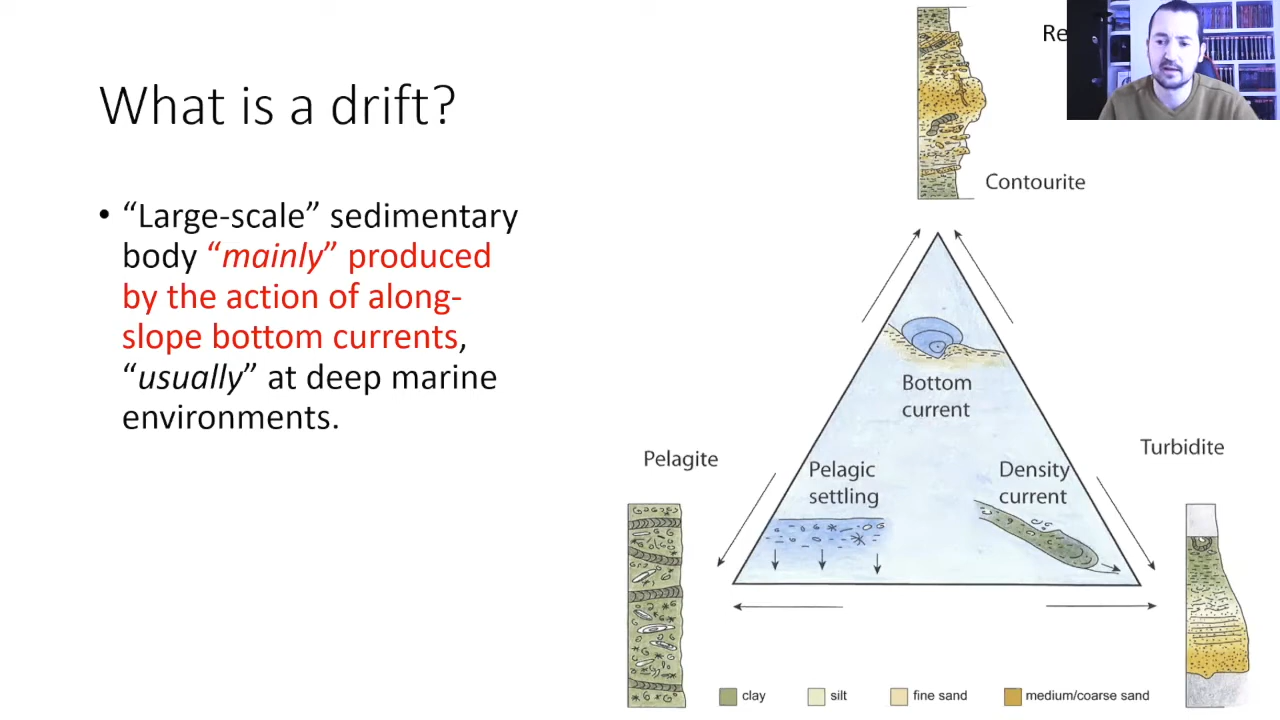 What is a drift?
• “Large-scale” sedimentary
body “mainly” produced
by the action of along-
slope bottom currents,
“usually” at deep marine
environments.
Contourite
Bottom
current
Pelagite
Pelagic
settling
Density
current
Turbidite
clay
silt
fine sand
medium/coarse sand